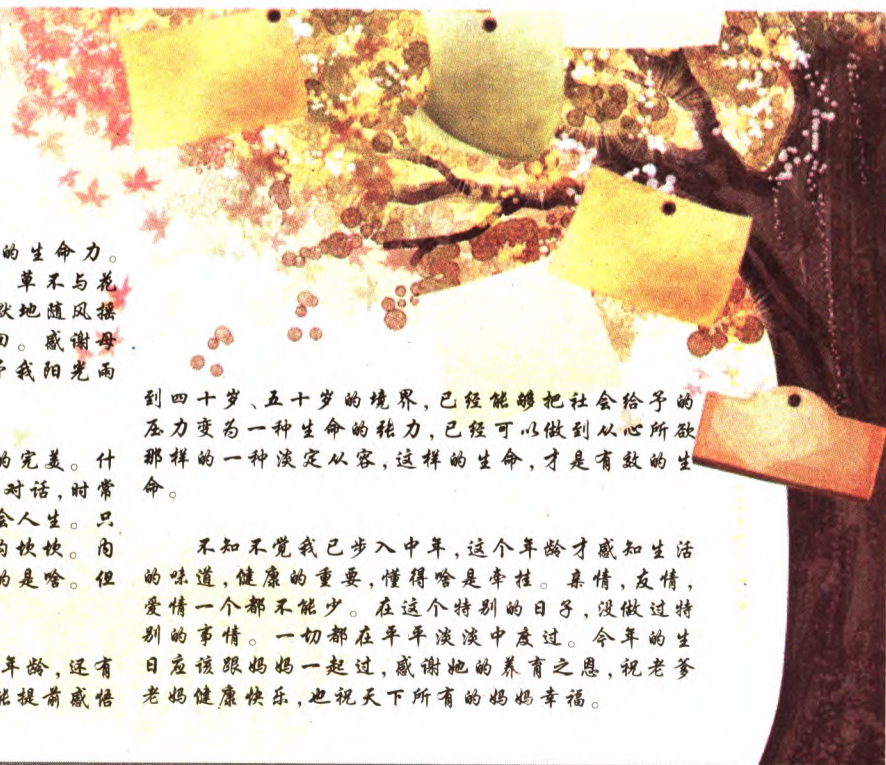 的生命力。
草不与花
默地随风摇
回。感谢母
予我阳光雨
的完美。什
对话,时常
会人生。只
沟坎坎。内
的是啥。但
年龄,还有
能提前感悟
到四十岁、五十岁的境界,已经能够把社会给予的
压力变为一种生命的张力,已经可以做到从心所欲
那样的一种淡定从容,这样的生命,才是有效的生
命。
不知不觉我已步入中年,这个年龄才感知生活
的味道,健康的重要,懂得啥是牵挂。亲情,友情,
爱情一个都不能少。在这个特别的日子,没做过特
别的事情。一切都在平平淡淡中度过。今年的生
日应该跟妈妈一起过,感谢她的养育之恩,祝老爹
老妈健康快乐,也祝天下所有的妈妈幸福。